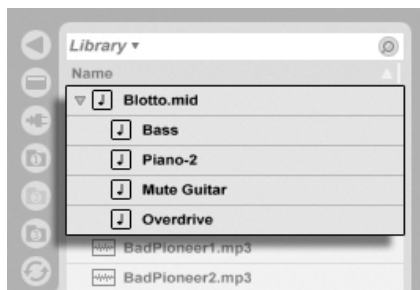 Library
Name
Blotto.mid
Bass
Piano-2
Mute Guitar
Overdrive
BadPioneer1.mp3
BadPioneer2.mp3